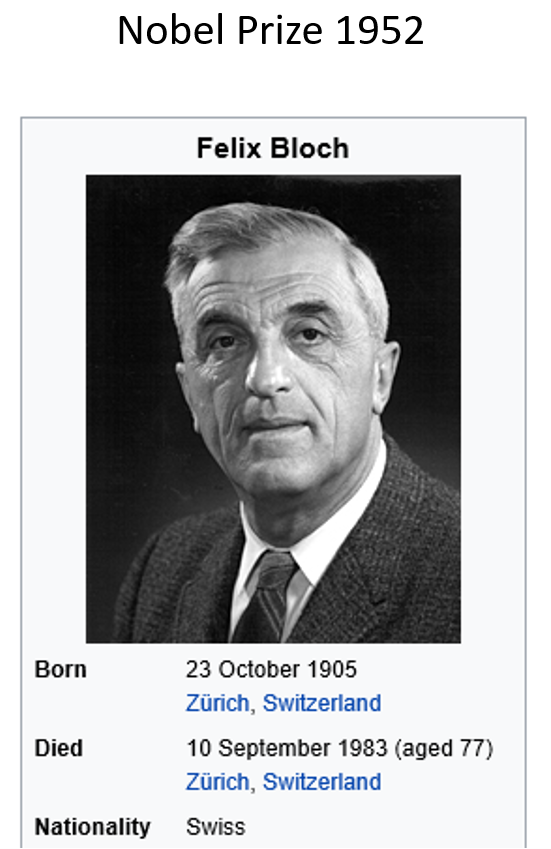 Nobel Prize 1952
Felix Bloch
Born 23 October 1905
Zürich, Switzerland
Died 10 September 1983 (aged 77)
Zürich, Switzerland
Nationality Swiss